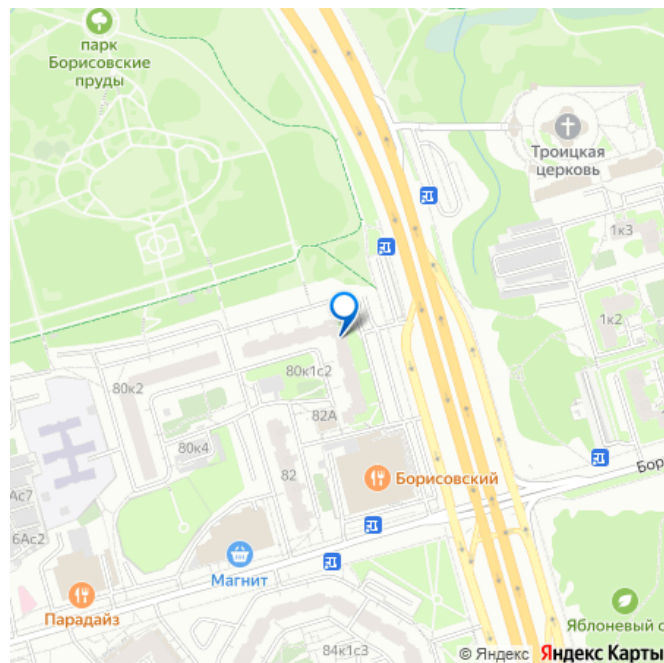 парк
Борисовские
пруды
Троицкая
церковь
1к3
1к2
80к1с2
80к2
82А
80к4
82
Борисовский
Бор
Ас7
6Ас2
Магнит
Парадайз
Яблоневый с
84к1с3
© Яндекс Яндекс Карты